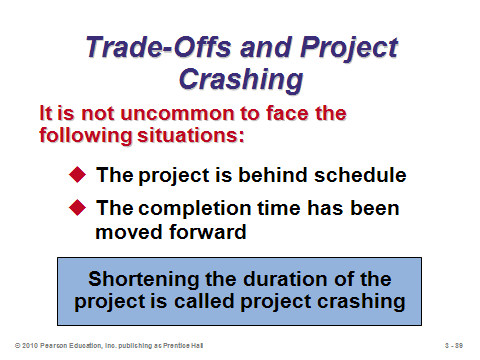 Trade-Offs and Project
Crashing
It is not uncommon to face the
following situations:
The project is behind schedule
The completion time has been
moved forward
Shortening the duration of the
project is called project crashing
© 2010 Pearson Education, Inc. publishing as Prentice Hall
3 - 89